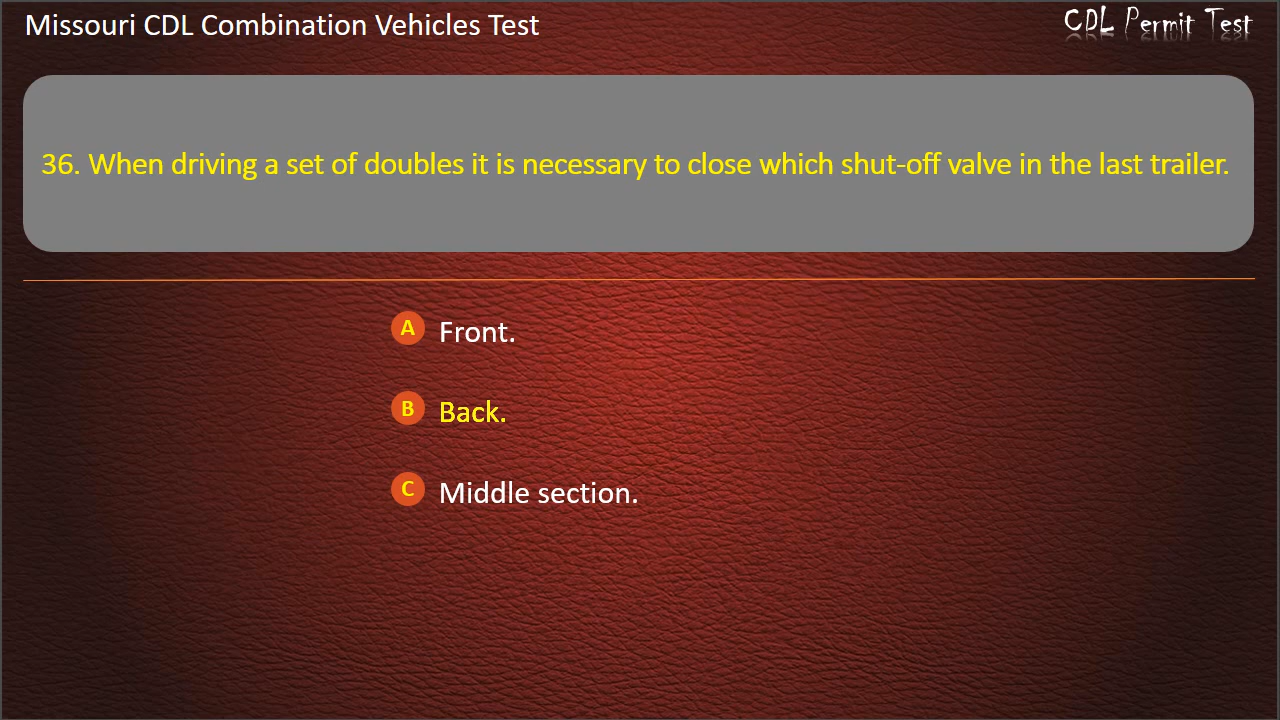 Missouri CDL Combination Vehicles Test
CDL Permit Test
36. When driving a set of doubles it is necessary to close which shut-off valve in the last trailer.
A Front.
B Back.
C Middle section.